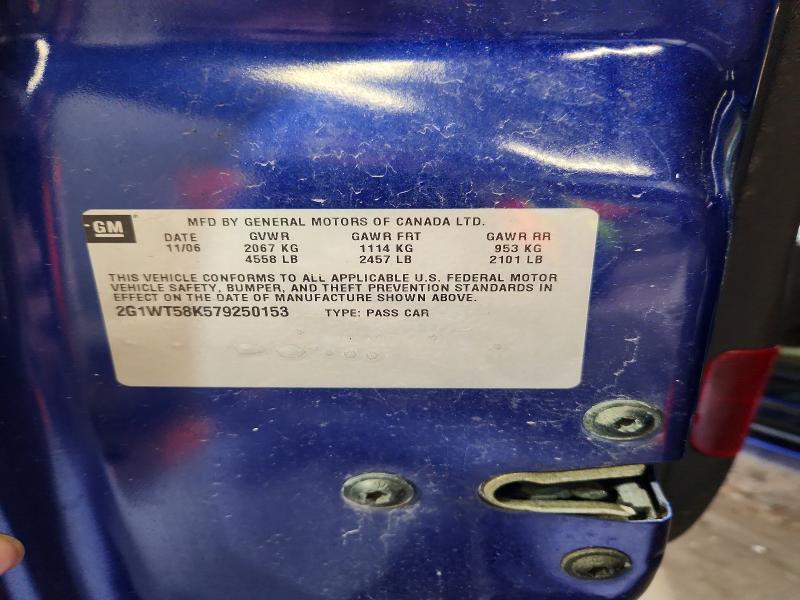 GM
MFD BY GENERAL MOTORS OF CANADA LTD.
DATE GVWR GAWR FRT GAWR RR
11/06 2067 KG 1114 KG 953 KG
4558 LB 2457 LB 2101 LB
THIS VEHICLE CONFORMS TO ALL APPLICABLE U.S. FEDERAL MOTOR
VEHICLE SAFETY, BUMPER, AND THEFT PREVENTION STANDARDS IN
EFFECT ON THE DATE OF MANUFACTURE SHOWN ABOVE.
2G1WT58K579250153 TYPE: PASS CAR